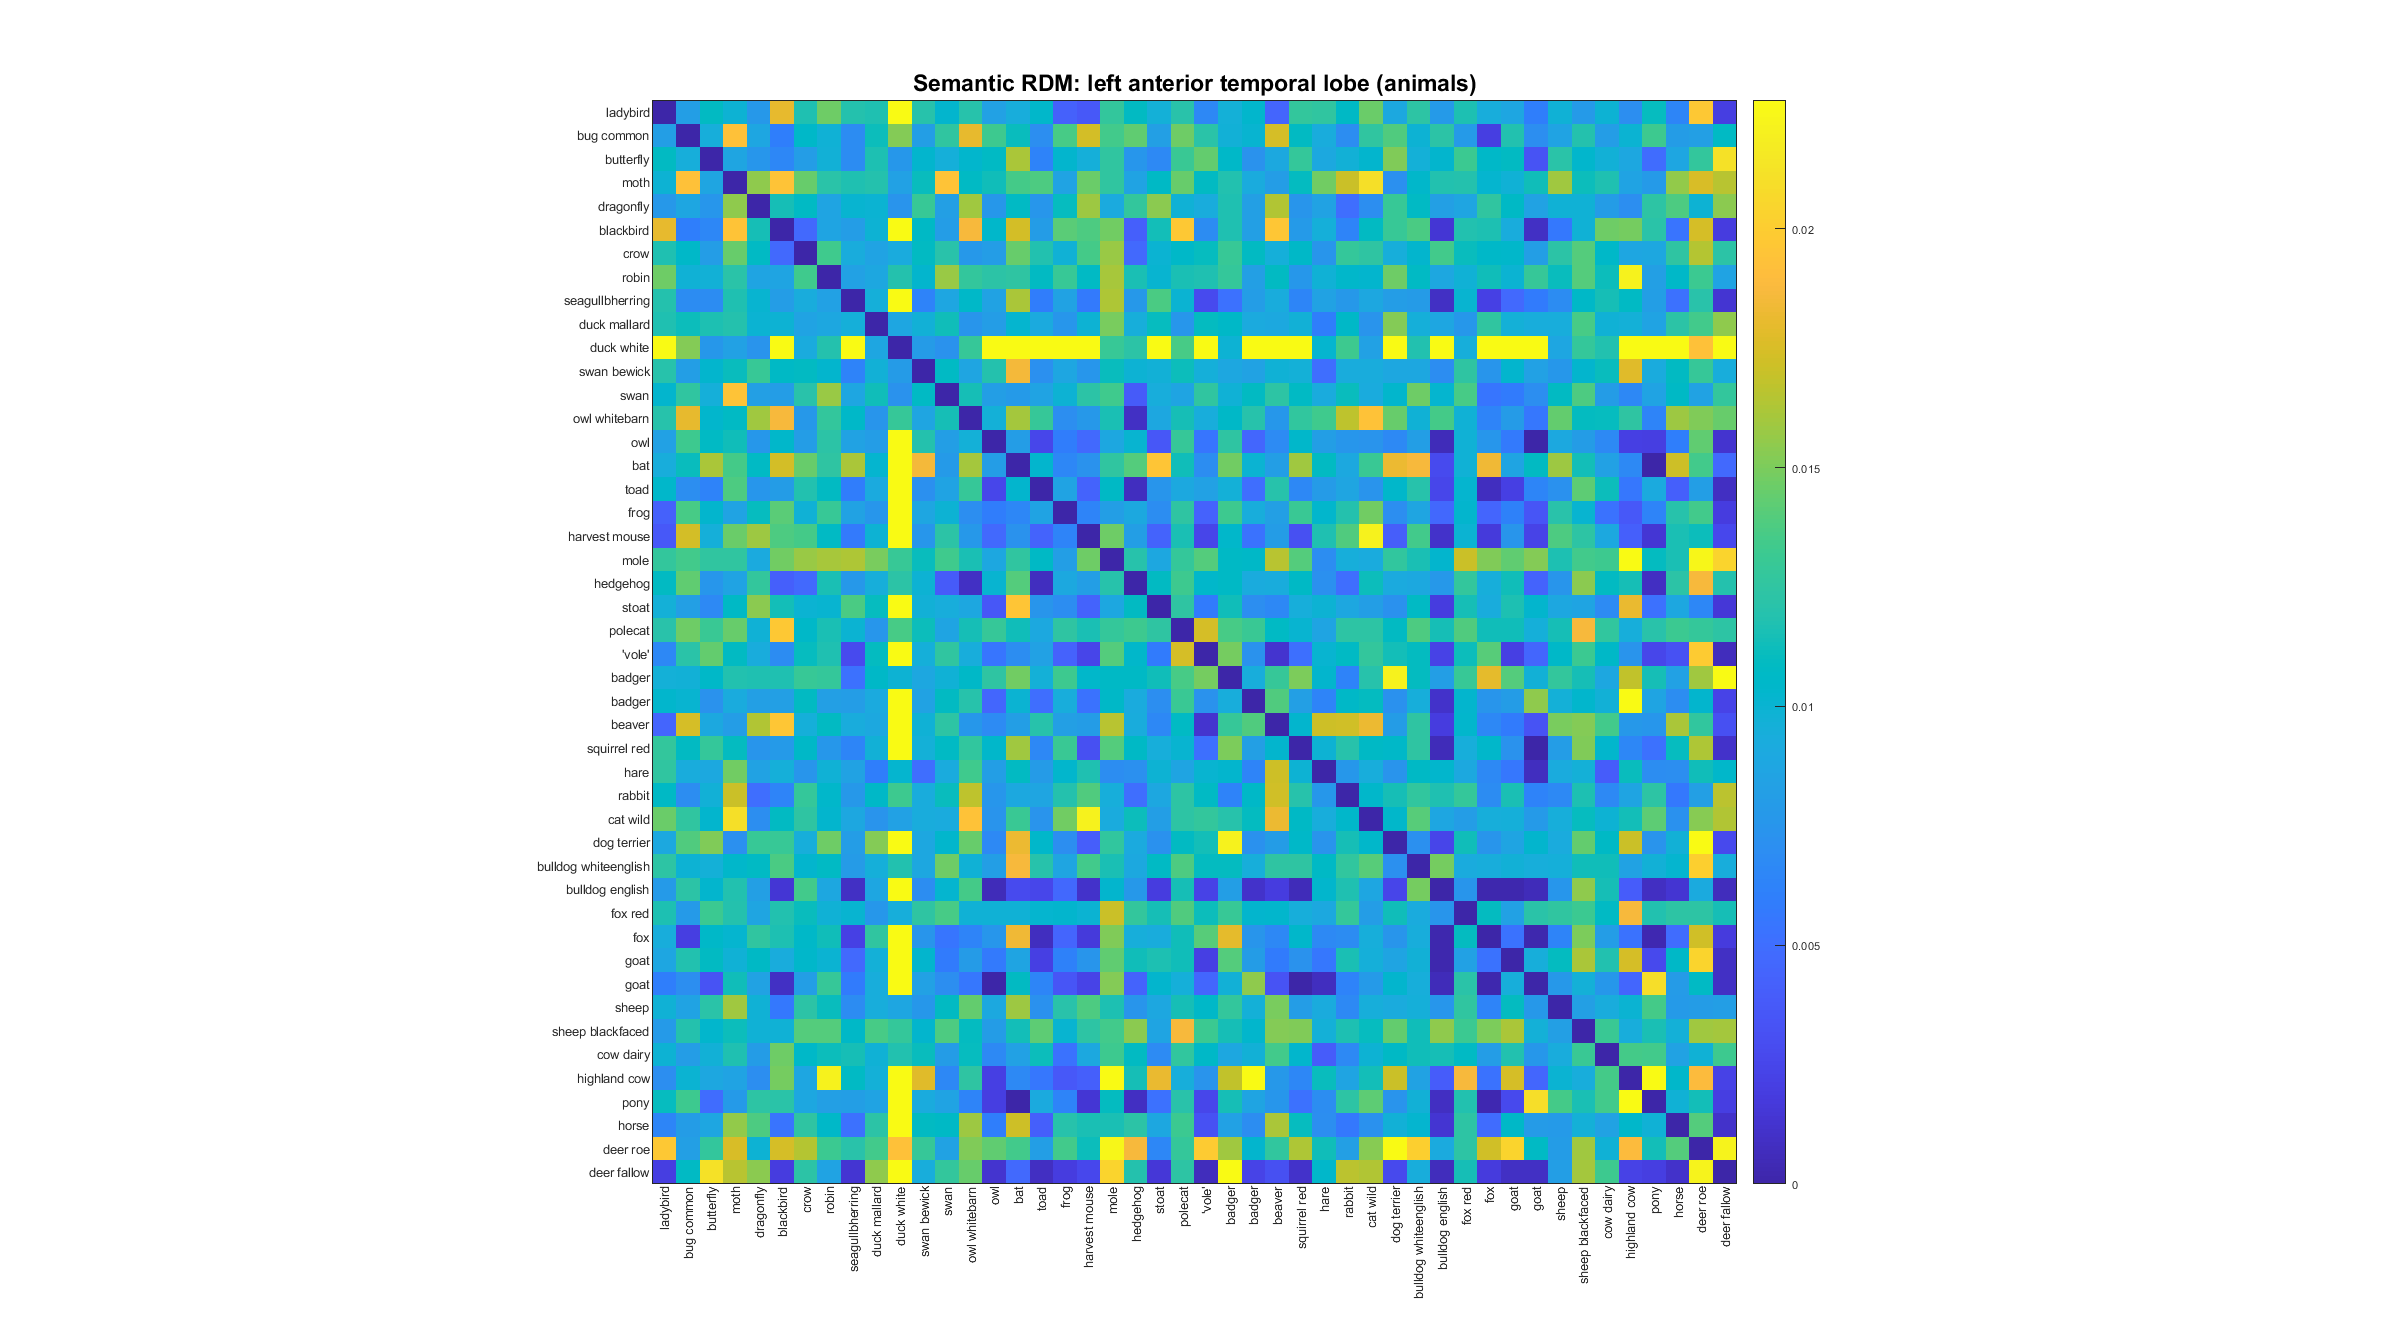 Semantic RDM: left anterior temporal lobe (animals)
ladybird
bug common
butterfly
moth
dragonfly
blackbird
crow
robin
seagullbherring
duck mallard
duck white
swan bewick
swan
owl whitebarn
owl
bat
toad
frog
harvest mouse
mole
hedgehog
stoat
polecat
'vole'
badger
badger
beaver
squirrel red
hare
rabbit
cat wild
dog terrier
bulldog whiteenglish
bulldog english
fox red
fox
goat
goat
sheep
sheep blackfaced
cow dairy
highland cow
pony
horse
deer roe
deer fallow
ladybird
bug common
butterfly
moth
dragonfly
blackbird
crow
robin
seagullbherring
duck mallard
duck white
swan bewick
swan
owl whitebarn
owl
bat
toad
frog
harvest mouse
mole
hedgehog
stoat
polecat
'vole'
badger
badger
beaver
squirrel red
hare
rabbit
cat wild
dog terrier
bulldog whiteenglish
bulldog english
fox red
fox
goat
goat
sheep
sheep blackfaced
cow dairy
highland cow
pony
horse
deer roe
deer fallow
0.02
0.015
0.01
0.005
0